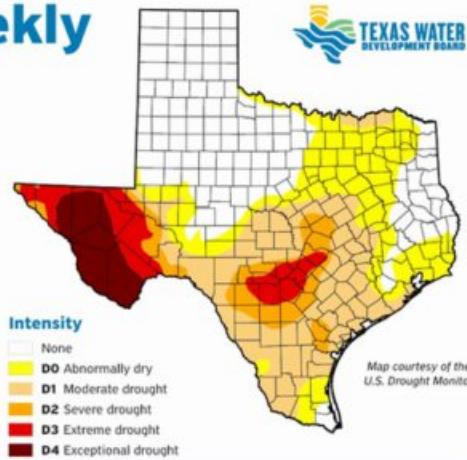 ekly
TEXAS WATER
DEVELOPMENT BOARD
Intensity
None
D0 Abnormally dry
D1 Moderate drought
D2 Severe drought
D3 Extreme drought
D4 Exceptional drought
Map courtesy of the
U.S. Drought Monito